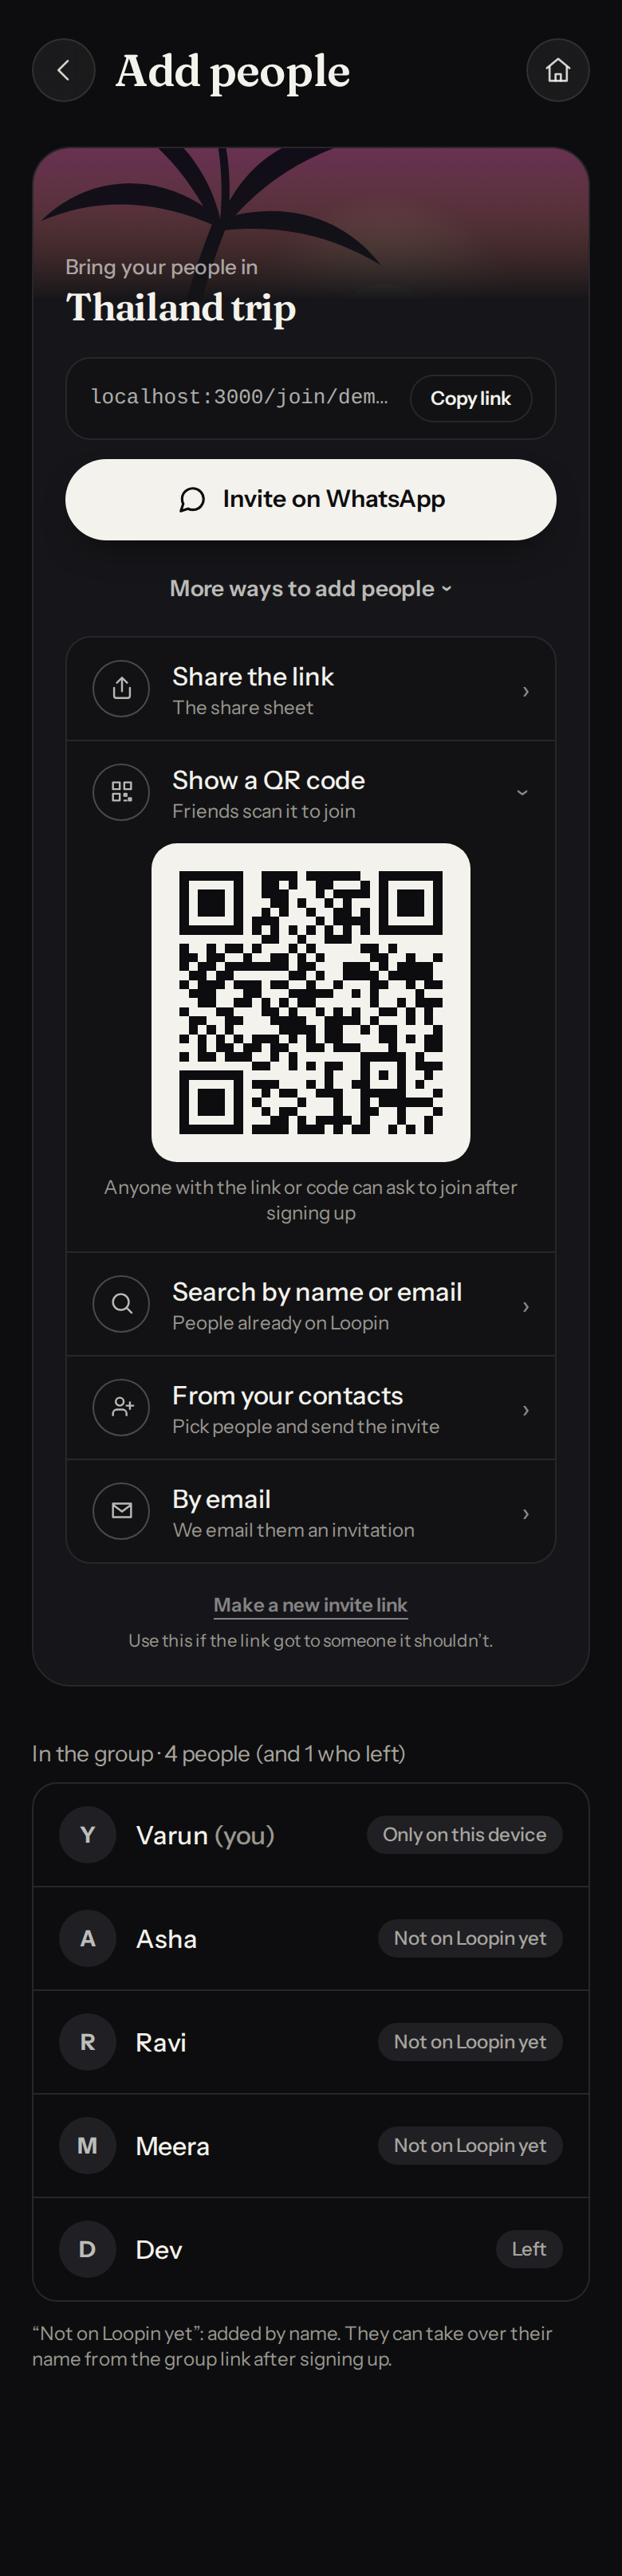 Add people
Bring your people in
Thailand trip
localhost:3000/join/dem…
Copy link
Invite on WhatsApp
More ways to add people
Share the link
The share sheet
Show a QR code
Friends scan it to join
Anyone with the link or code can ask to join after
signing up
Search by name or email
People already on Loopin
From your contacts
Pick people and send the invite
By email
We email them an invitation
Make a new invite link
Use this if the link got to someone it shouldn’t.
In the group · 4 people (and 1 who left)
Y
Varun (you)
Only on this device
A
Asha
Not on Loopin yet
R
Ravi
Not on Loopin yet
M
Meera
Not on Loopin yet
D
Dev
Left
“Not on Loopin yet”: added by name. They can take over their
name from the group link after signing up.